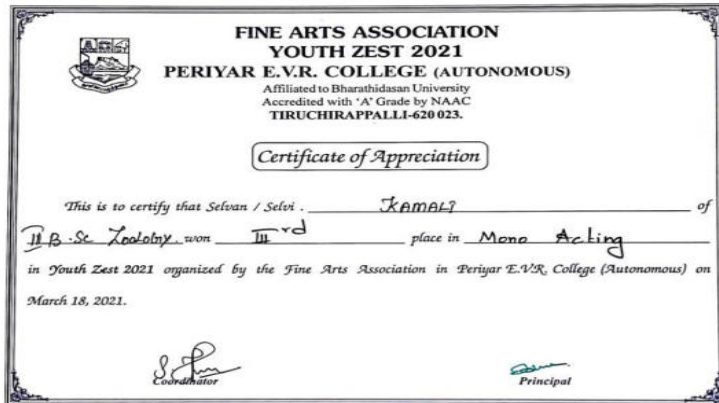 FINE ARTS ASSOCIATION
YOUTH ZEST 2021
PERIYAR E.V.R. COLLEGE (AUTONOMOUS)
Affiliated to Bharathidasan University
Accredited with 'A' Grade by NAAC
TIRUCHIRAPPALLI-620 023.
Certificate of Appreciation
This is to certify that Selvan / Selvi . KAMALI of
III B.Sc Zoology. won III rd place in Mono Acting
in Youth Zest 2021 organized by the Fine Arts Association in Periyar E.V.R. College (Autonomous) on
March 18, 2021.
Coordinator Principal